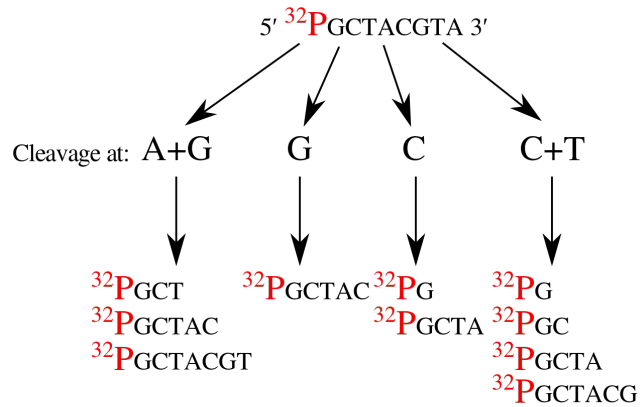 5′ ³²PGCTACGTA 3′
Cleavage at: A+G G C C+T
³²PGCT ³²PGCTAC ³²PG ³²PG
³²PGCTAC ³²PGCTA ³²PGC
³²PGCTACGT ³²PGCTA
³²PGCTACG